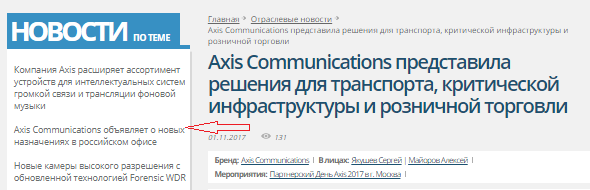 НОВОСТИ ПО ТЕМЕ
Компания Axis расширяет ассортимент
устройств для интеллектуальных систем
громкой связи и трансляции фоновой
музыки
Axis Communications объявляет о новых
назначениях в российском офисе
Новые камеры высокого разрешения с
обновленной технологией Forensic WDR
Главная Отраслевые новости
Axis Communications представила решения для транспорта, критической инфраструктуры и
розничной торговли
Axis Communications представила
решения для транспорта, критической
инфраструктуры и розничной торговли
01.11.2017 131
Бренд: Axis Communications | В лицах: Якушев Сергей | Майоров Алексей |
Мероприятия: Партнерский День Axis 2017 в г. Москва |